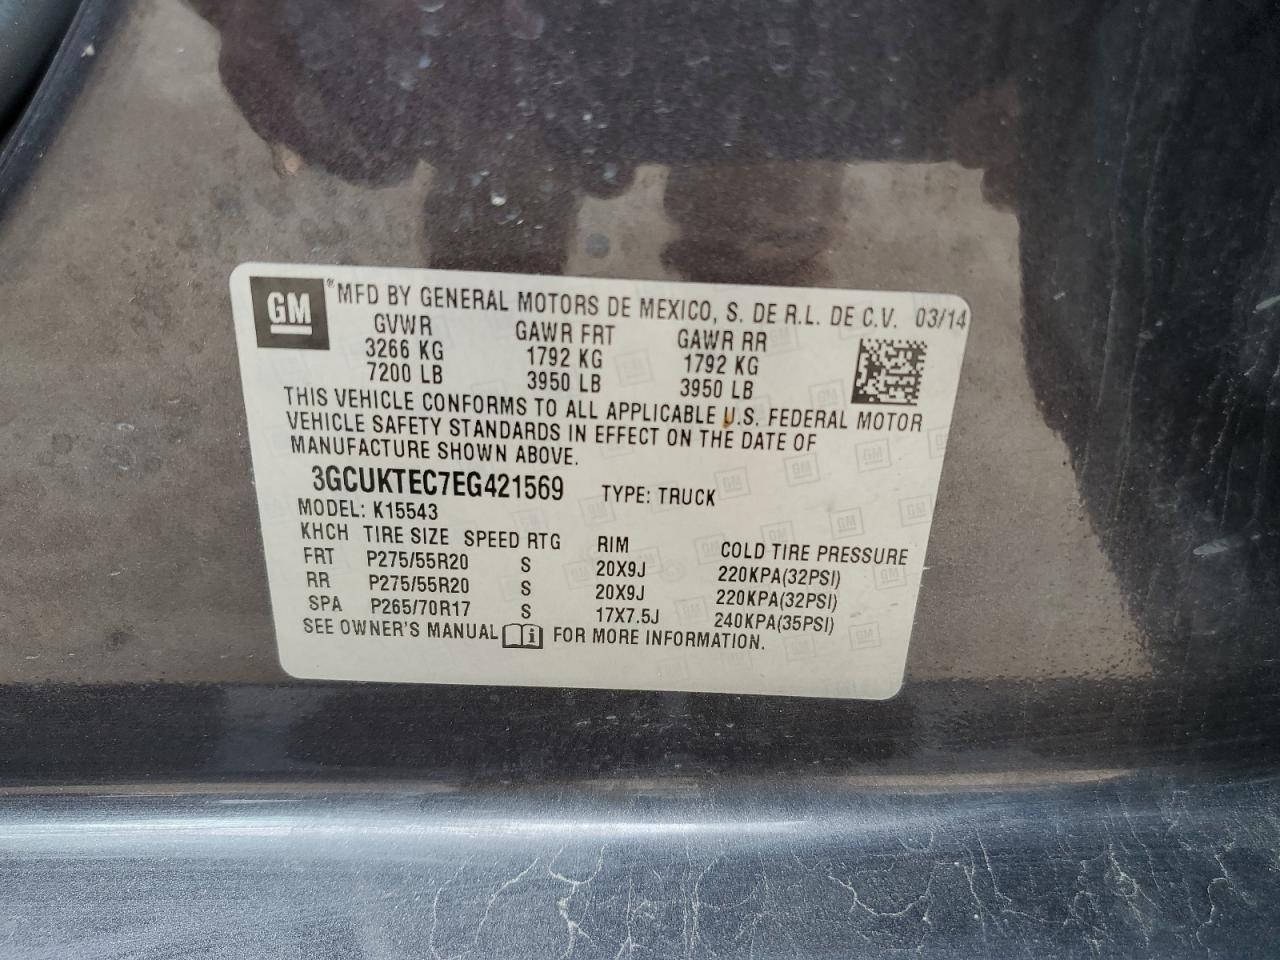 GM ® MFD BY GENERAL MOTORS DE MEXICO, S. DE R.L. DE C.V. 03/14
GVWR GAWR FRT GAWR RR
3266 KG 1792 KG 1792 KG
7200 LB 3950 LB 3950 LB
THIS VEHICLE CONFORMS TO ALL APPLICABLE U.S. FEDERAL MOTOR
VEHICLE SAFETY STANDARDS IN EFFECT ON THE DATE OF
MANUFACTURE SHOWN ABOVE.
3GCUKTEC7EG421569 TYPE: TRUCK
MODEL: K15543
KHCH TIRE SIZE SPEED RTG RIM COLD TIRE PRESSURE
FRT P275/55R20 S 20X9J 220KPA(32PSI)
RR P275/55R20 S 20X9J 220KPA(32PSI)
SPA P265/70R17 S 17X7.5J 240KPA(35PSI)
SEE OWNER'S MANUAL i FOR MORE INFORMATION.